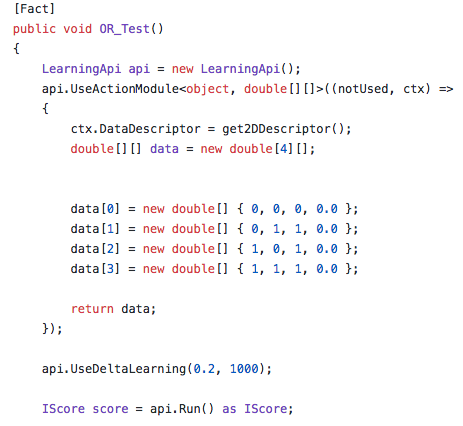 [Fact]
public void OR_Test()
{
    LearningApi api = new LearningApi();
    api.UseActionModule<object, double[][]>((notUsed, ctx) =>
    {
        ctx.DataDescriptor = get2DDescriptor();
        double[][] data = new double[4][];
        data[0] = new double[] { 0, 0, 0, 0.0 };
        data[1] = new double[] { 0, 1, 1, 0.0 };
        data[2] = new double[] { 1, 0, 1, 0.0 };
        data[3] = new double[] { 1, 1, 1, 0.0 };
        return data;
    });
    api.UseDeltaLearning(0.2, 1000);
    IScore score = api.Run() as IScore;